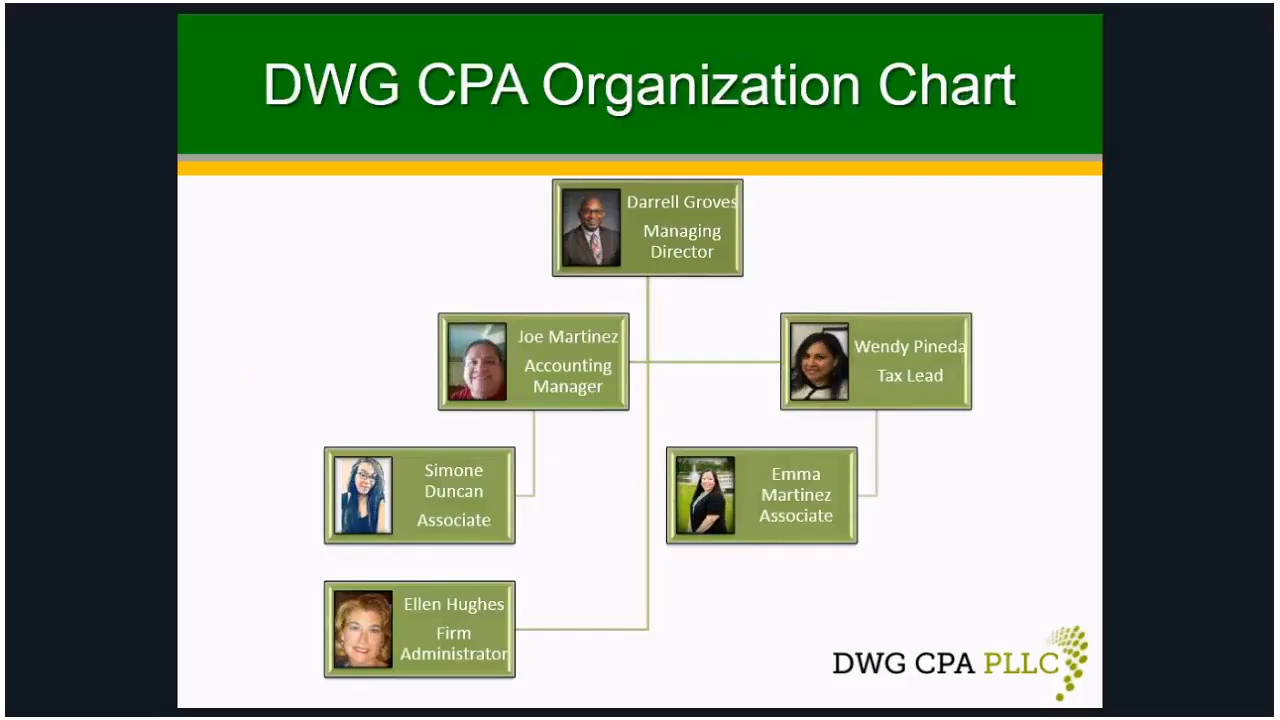 DWG CPA Organization Chart
Darrell Groves
Managing
Director
Joe Martinez
Accounting
Manager
Wendy Pineda
Tax Lead
Simone
Duncan
Associate
Emma
Martinez
Associate
Ellen Hughes
Firm
Administrator
DWG CPA PLLC